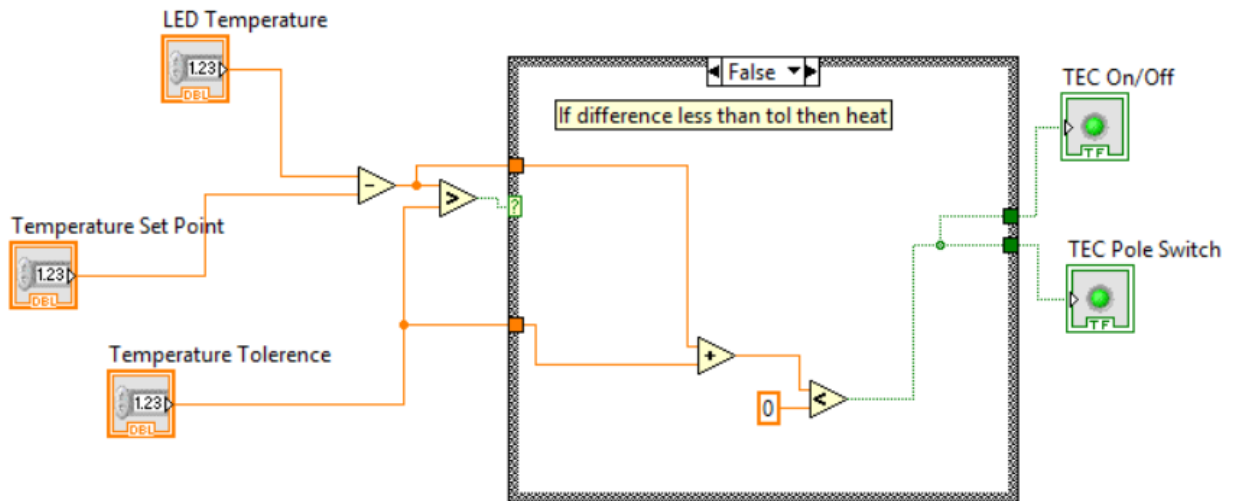 LED Temperature
1.23
DBL
False
TEC On/Off
TF
If difference less than tol then heat
-
>
?
Temperature Set Point
1.23
DBL
TEC Pole Switch
TF
Temperature Tolerence
1.23
DBL
+
<
0